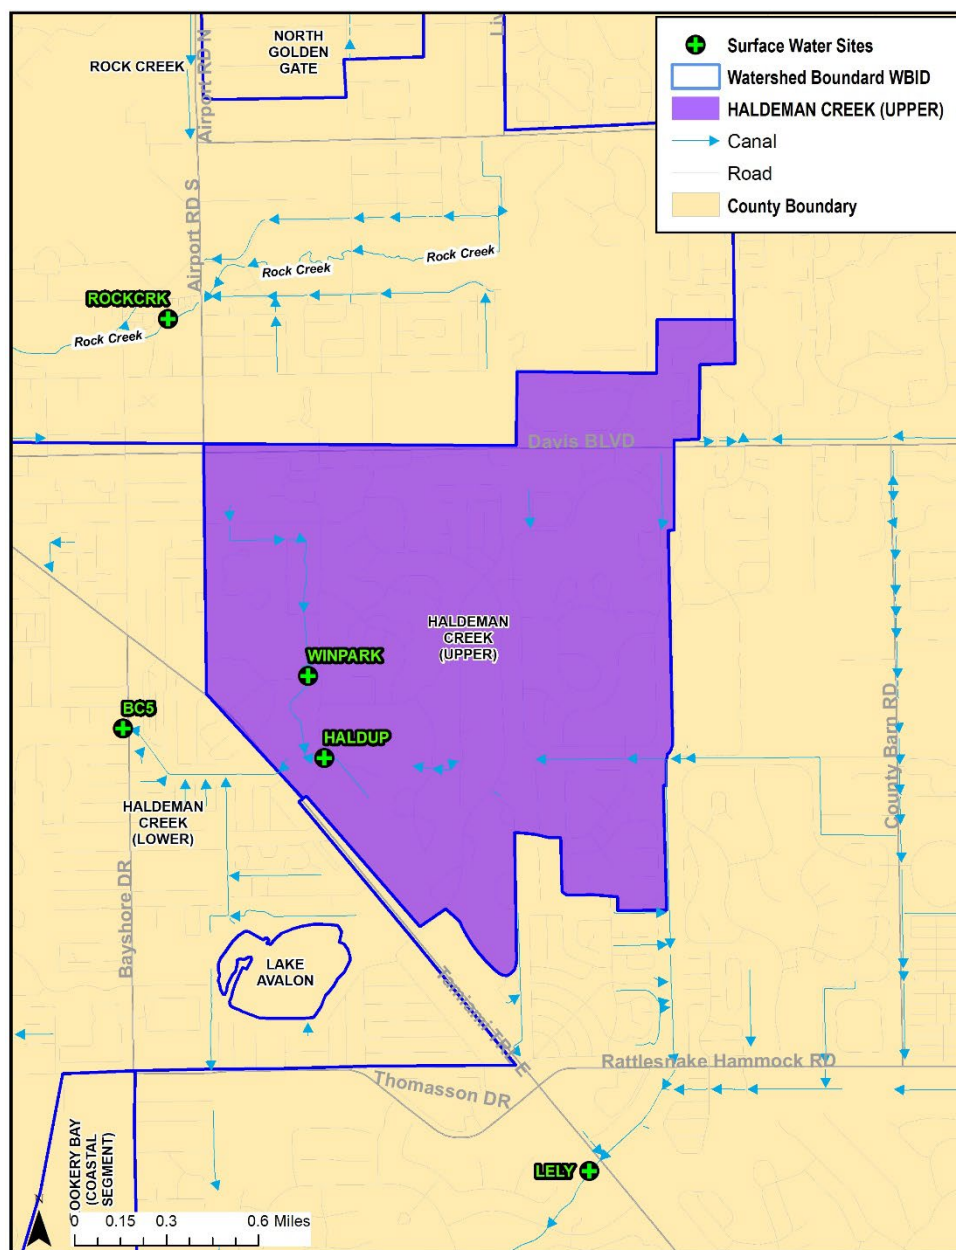 Surface Water Sites
Watershed Boundard WBID
HALDEMAN CREEK (UPPER)
Canal
Road
County Boundary
ROCK CREEK
NORTH
GOLDEN
GATE
Airport RD N
Airport RD S
Rock Creek
Rock Creek
ROCKCRK
Rock Creek
Davis BLVD
HALDEMAN
CREEK
(UPPER)
WINPARK
BC5
HALDUP
HALDEMAN
CREEK
(LOWER)
County Barn RD
Bayshore DR
LAKE
AVALON
Rattlesnake Hammock RD
Thomasson DR
OOKERY BAY
(COASTAL
SEGMENT)
LELY
0 0.15 0.3 0.6 Miles